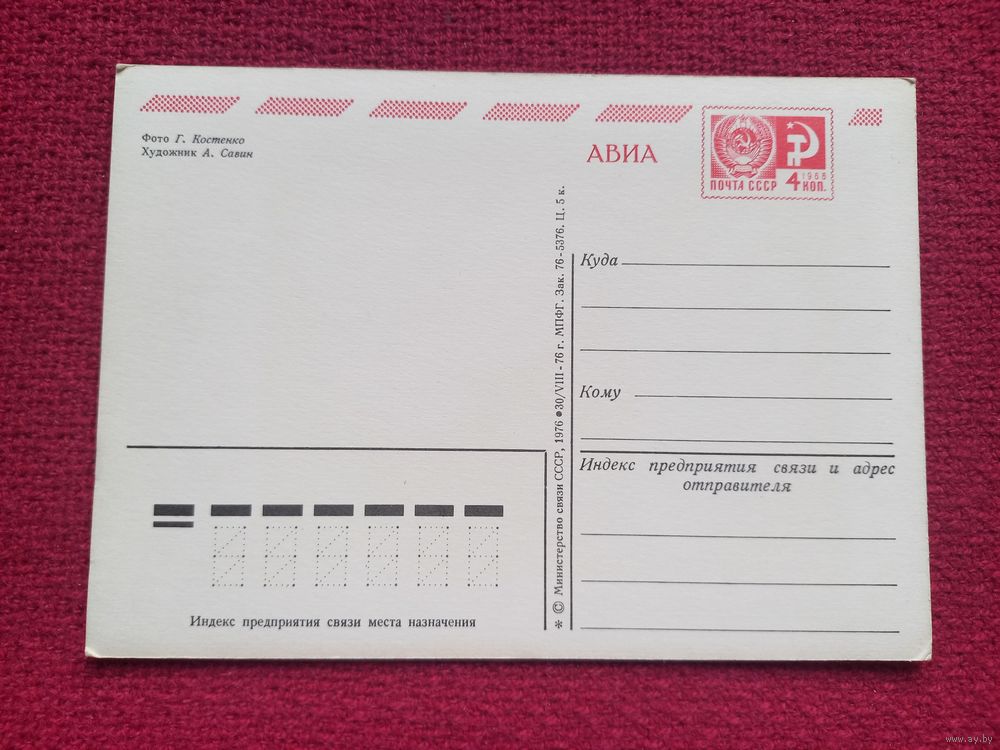 Фото Г. Костенко
Художник А. Савин
АВИА
ПОЧТА СССР
1966
4 КОП.
Куда
Кому
Индекс предприятия связи и адрес
отправителя
* © Министерство связи СССР, 1976 ● 30/VIII-76 г. МПФГ. Зак. 76-5376. Ц. 5 к.
Индекс предприятия связи места назначения
www.ay.by